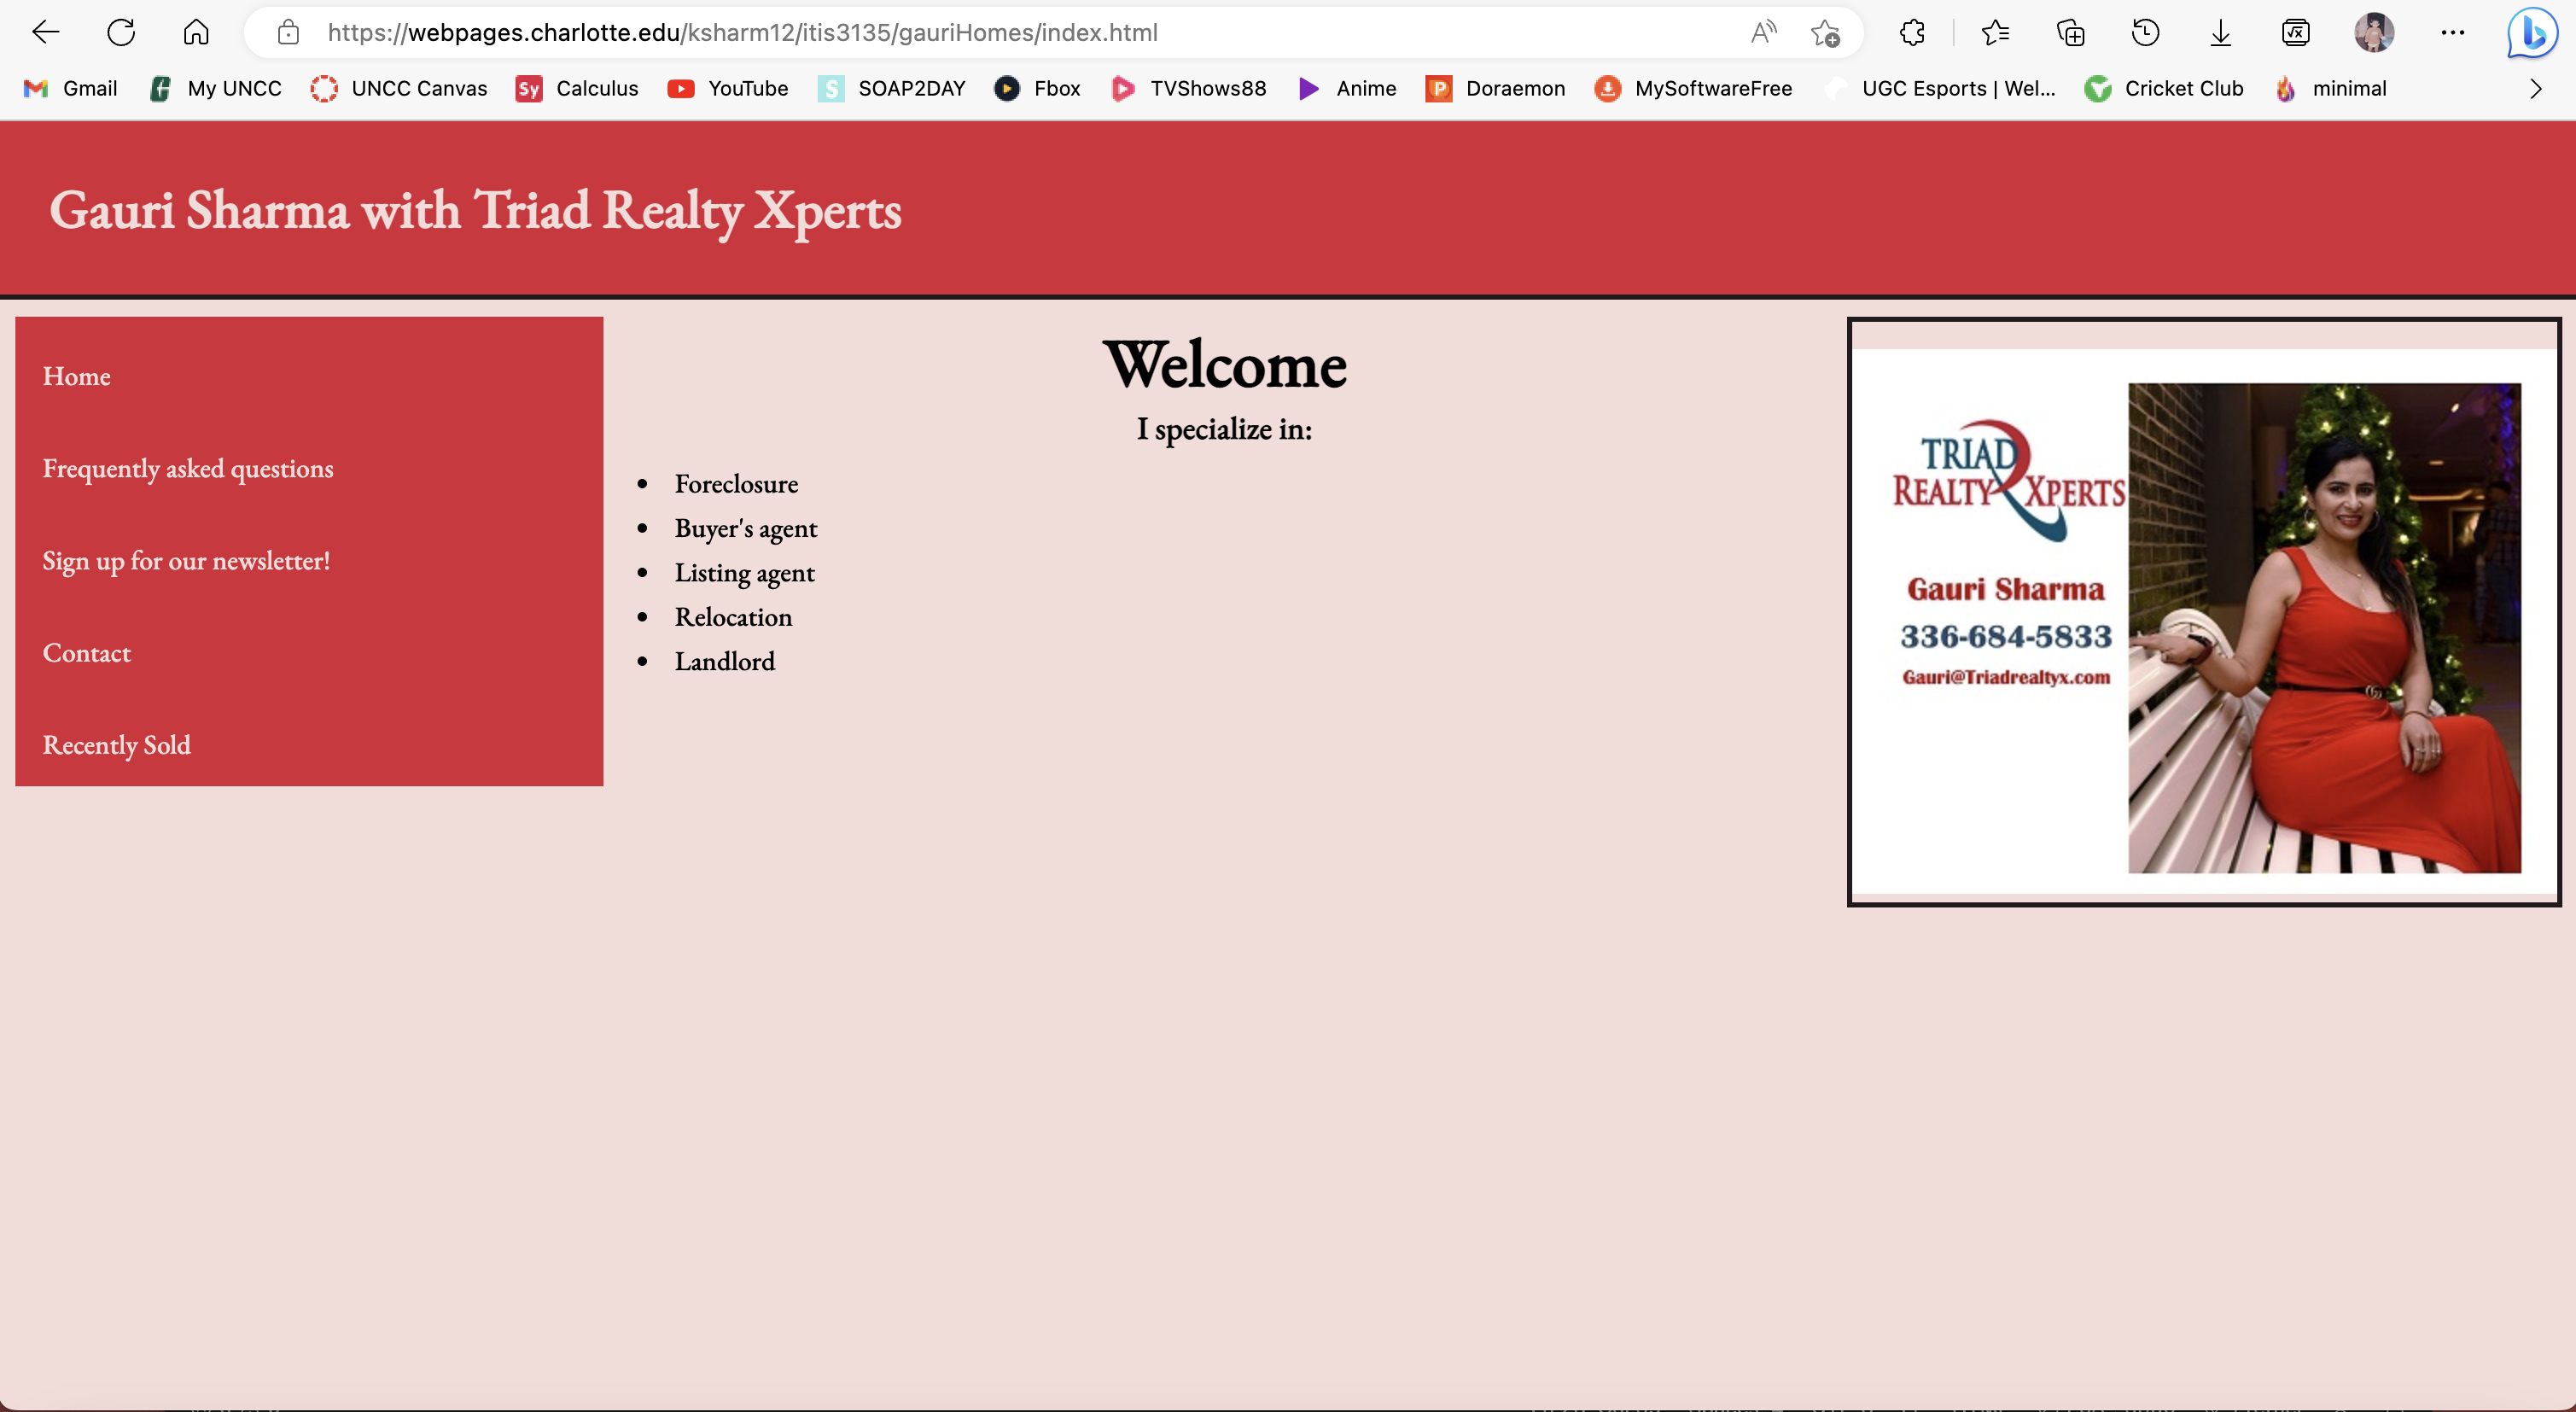 https://webpages.charlotte.edu/ksharm12/itis3135/gauriHomes/index.html
Gmail My UNCC UNCC Canvas Sy Calculus YouTube S SOAP2DAY Fbox TVShows88 Anime P Doraemon MySoftwareFree UGC Esports | Wel... Cricket Club minimal
Gauri Sharma with Triad Realty Xperts
Home
Frequently asked questions
Sign up for our newsletter!
Contact
Recently Sold
Welcome
I specialize in:
• Foreclosure
• Buyer's agent
• Listing agent
• Relocation
• Landlord
TRIAD
REALTY XPERTS
Gauri Sharma
336-684-5833
Gauri@Triadrealtyx.com